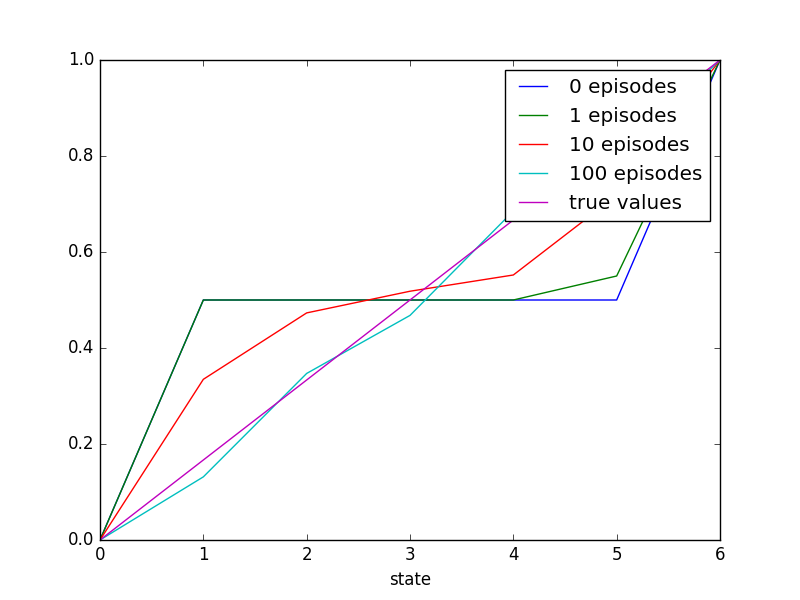 1.0
0.8
0.6
0.4
0.2
0.0
0 episodes
1 episodes
10 episodes
100 episodes
true values
0 1 2 3 4 5 6
state